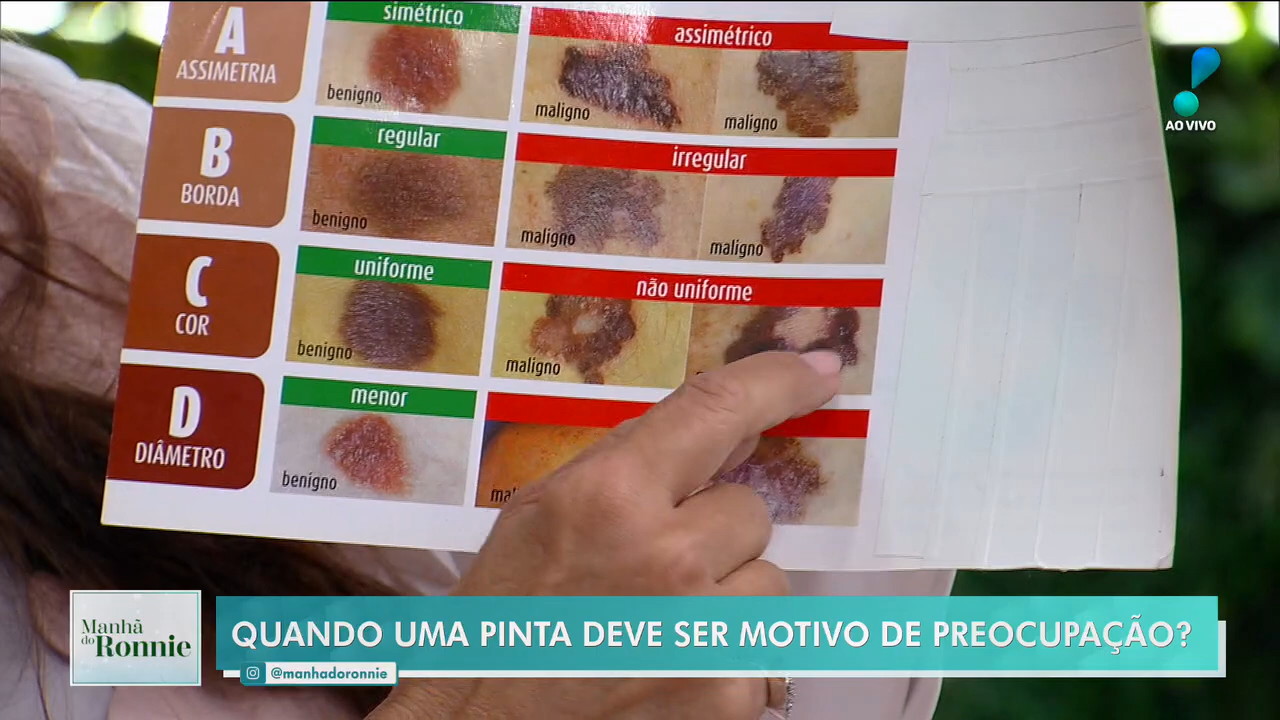 A
ASSIMETRIA
simétrico
benigno
assimétrico
maligno
maligno
B
BORDA
regular
benigno
irregular
maligno
maligno
C
COR
uniforme
benigno
não uniforme
maligno
D
DIÂMETRO
menor
benigno
AO VIVO
Manhã
do Ronnie
QUANDO UMA PINTA DEVE SER MOTIVO DE PREOCUPAÇÃO?
@manhadoronnie